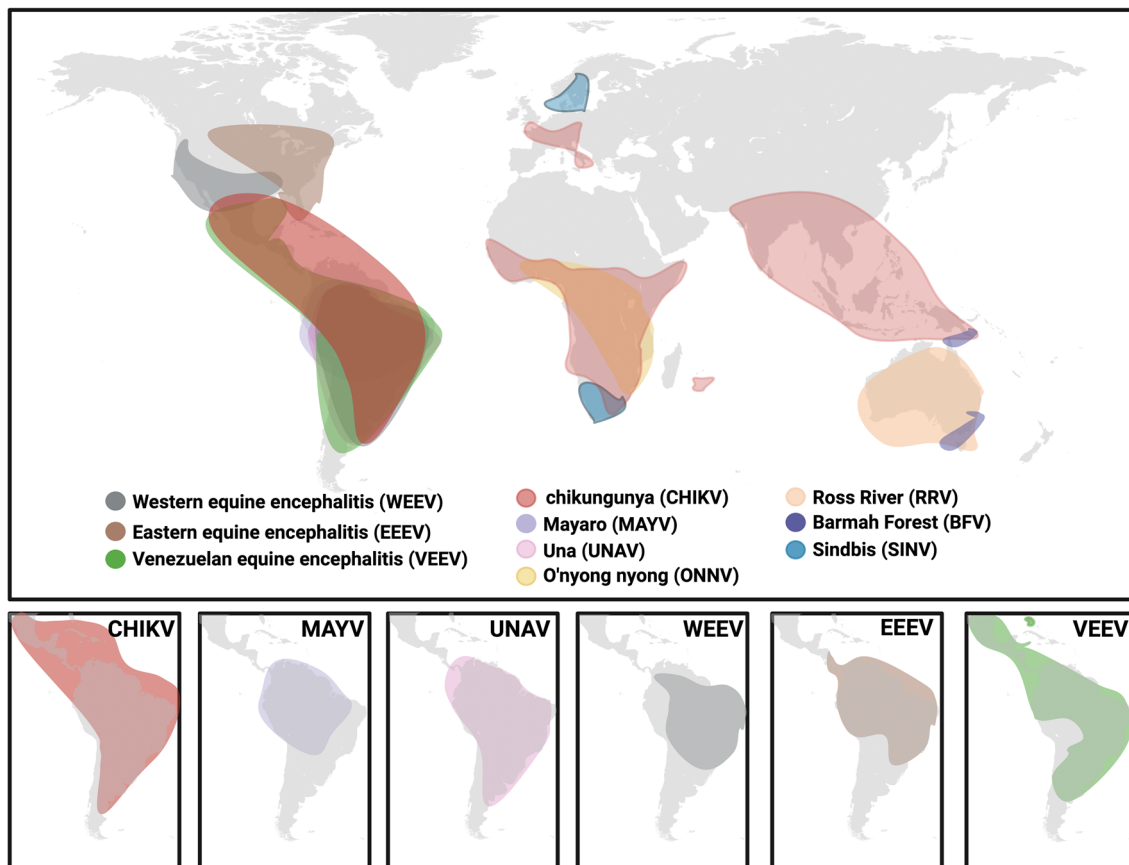 Western equine encephalitis (WEEV)
Eastern equine encephalitis (EEEV)
Venezuelan equine encephalitis (VEEV)
chikungunya (CHIKV)
Mayaro (MAYV)
Una (UNAV)
O'nyong nyong (ONNV)
Ross River (RRV)
Barmah Forest (BFV)
Sindbis (SINV)
CHIKV
MAYV
UNAV
WEEV
EEEV
VEEV